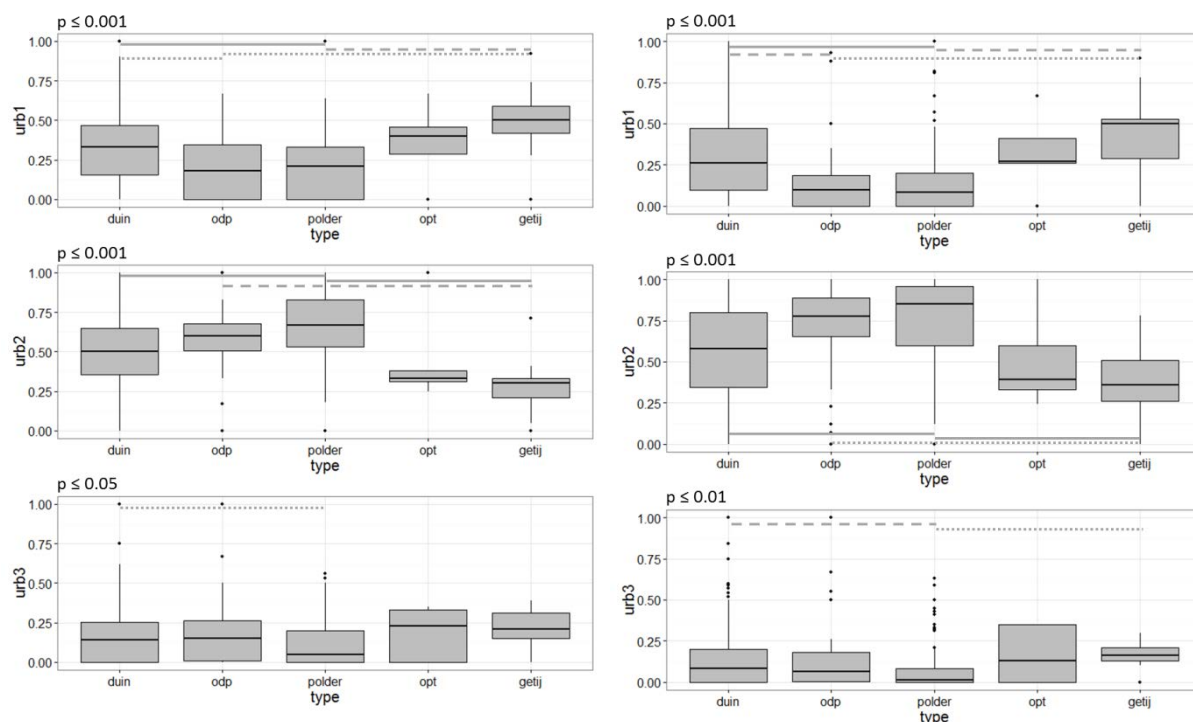 p ≤ 0.001
1.00
0.75
0.50
0.25
0.00
urb1
duin odp polder opt getij
type
p ≤ 0.001
1.00
0.75
0.50
0.25
0.00
urb2
duin odp polder opt getij
type
p ≤ 0.05
1.00
0.75
0.50
0.25
0.00
urb3
duin odp polder opt getij
type
p ≤ 0.001
1.00
0.75
0.50
0.25
0.00
urb1
duin odp polder opt getij
type
p ≤ 0.001
1.00
0.75
0.50
0.25
0.00
urb2
duin odp polder opt getij
type
p ≤ 0.01
1.00
0.75
0.50
0.25
0.00
urb3
duin odp polder opt getij
type